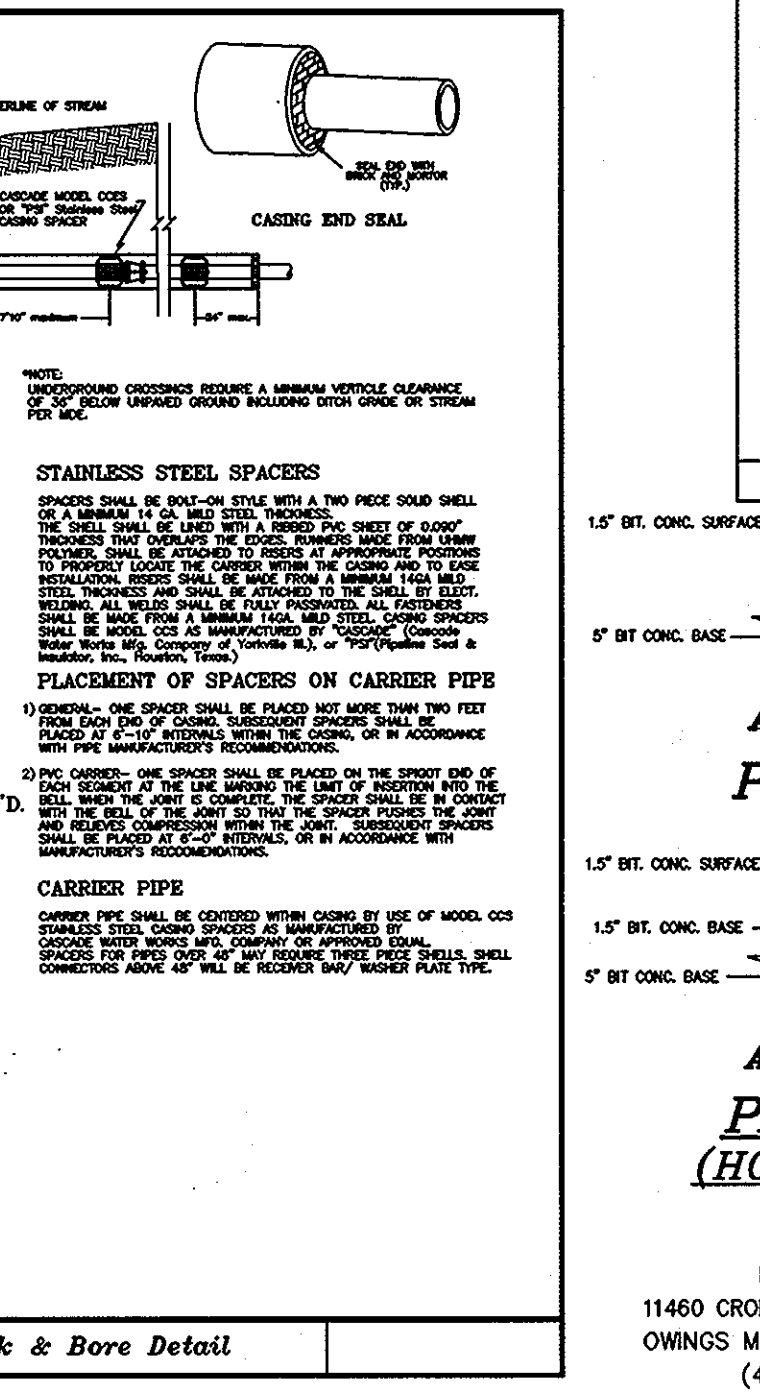 ERLINE OF STREAM
SEAL END WITH
BRICK AND MORTOR
(TYP.)
CASCADE MODEL CCES
OR "PSI" Stainless Steel
CASING SPACER
CASING END SEAL
7'10" maximum
24" max.
*NOTE:
UNDERGROUND CROSSINGS REQUIRE A MINIMUM VERTICLE CLEARANCE
OF 36" BELOW UNPAVED GROUND INCLUDING DITCH GRADE OR STREAM
PER MDE.
STAINLESS STEEL SPACERS
SPACERS SHALL BE BOLT-ON STYLE WITH A TWO PIECE SOLID SHELL
OR A MINIMUM 14 GA. MILD STEEL THICKNESS.
THE SHELL SHALL BE LINED WITH A RIBBED PVC SHEET OF 0.090"
THICKNESS THAT OVERLAPS THE EDGES. RUNNERS MADE FROM UHMW
POLYMER, SHALL BE ATTACHED TO RISERS AT APPROPRIATE POSITIONS
TO PROPERLY LOCATE THE CARRIER WITHIN THE CASING AND TO EASE
INSTALLATION. RISERS SHALL BE MADE FROM A MINIMUM 14GA MILD
STEEL THICKNESS AND SHALL BE ATTACHED TO THE SHELL BY ELECT.
WELDING. ALL WELDS SHALL BE FULLY PASSIVATED. ALL FASTENERS
SHALL BE MADE FROM A MINIMUM 14GA. MILD STEEL. CASING SPACERS
SHALL BE MODEL CCS AS MANUFACTURED BY "CASCADE" (Cascade
Water Works Mfg. Company of Yorkville Ill.), or "PSI"(Pipeline Seal &
Insulator, Inc., Houston, Texas.)
PLACEMENT OF SPACERS ON CARRIER PIPE
1) GENERAL- ONE SPACER SHALL BE PLACED NOT MORE THAN TWO FEET
FROM EACH END OF CASING. SUBSEQUENT SPACERS SHALL BE
PLACED AT 6'-10" INTERVALS WITHIN THE CASING, OR IN ACCORDANCE
WITH PIPE MANUFACTURER'S RECOMMENDATIONS.
2) PVC CARRIER- ONE SPACER SHALL BE PLACED ON THE SPIGOT END OF
EACH SEGMENT AT THE LINE MARKING THE LIMIT OF INSERTION INTO THE
'D. BELL. WHEN THE JOINT IS COMPLETE, THE SPACER SHALL BE IN CONTACT
WITH THE BELL OF THE JOINT SO THAT THE SPACER PUSHES THE JOINT
AND RELIEVES COMPRESSION WITHIN THE JOINT. SUBSEQUENT SPACERS
SHALL BE PLACED AT 6'-0" INTERVALS, OR IN ACCORDANCE WITH
MANUFACTURER'S RECCOMENDATIONS.
CARRIER PIPE
CARRIER PIPE SHALL BE CENTERED WITHIN CASING BY USE OF MODEL CCS
STAINLESS STEEL CASING SPACERS AS MANUFACTURED BY
CASCADE WATER WORKS MFG. COMPANY OR APPROVED EQUAL.
SPACERS FOR PIPES OVER 48" MAY REQUIRE THREE PIECE SHELLS. SHELL
CONNECTORS ABOVE 48" WILL BE RECEIVER BAR/ WASHER PLATE TYPE.
k & Bore Detail
1.5" BIT. CONC. SURFACE
5" BIT CONC. BASE
A
P
1.5" BIT. CONC. SURFACE
1.5" BIT. CONC. BASE
5" BIT CONC. BASE
A
P
(HO
11460 CRO
OWINGS M
(4